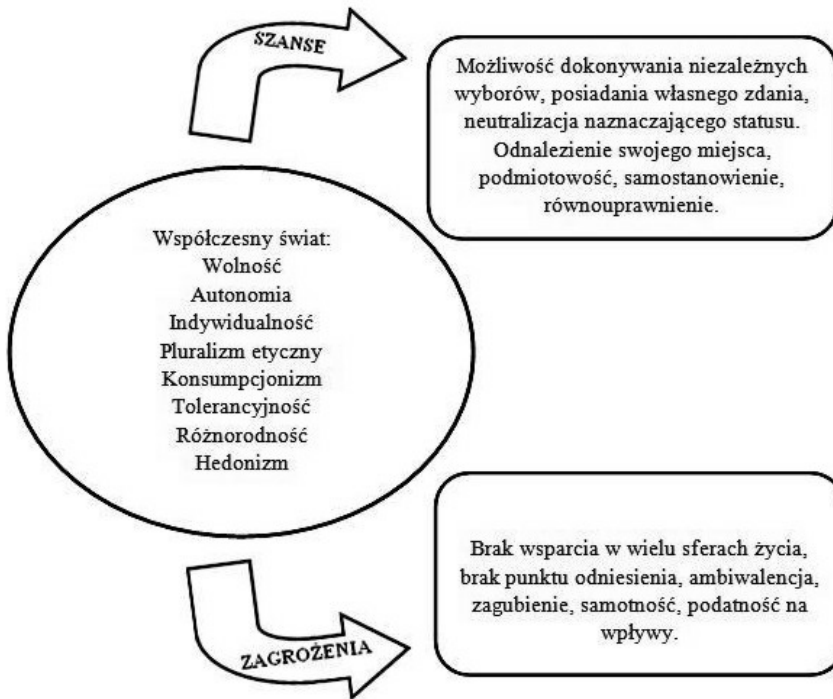 SZANSE
Możliwość dokonywania niezależnych
wyborów, posiadania własnego zdania,
neutralizacja naznaczającego statusu.
Odnalezienie swojego miejsca,
podmiotowość, samostanowienie,
równouprawnienie.
Współczesny świat:
Wolność
Autonomia
Indywidualność
Pluralizm etyczny
Konsumpcjonizm
Tolerancyjność
Różnorodność
Hedonizm
Brak wsparcia w wielu sferach życia,
brak punktu odniesienia, ambiwalencja,
zagubienie, samotność, podatność na
wpływy.
ZAGROŻENIA